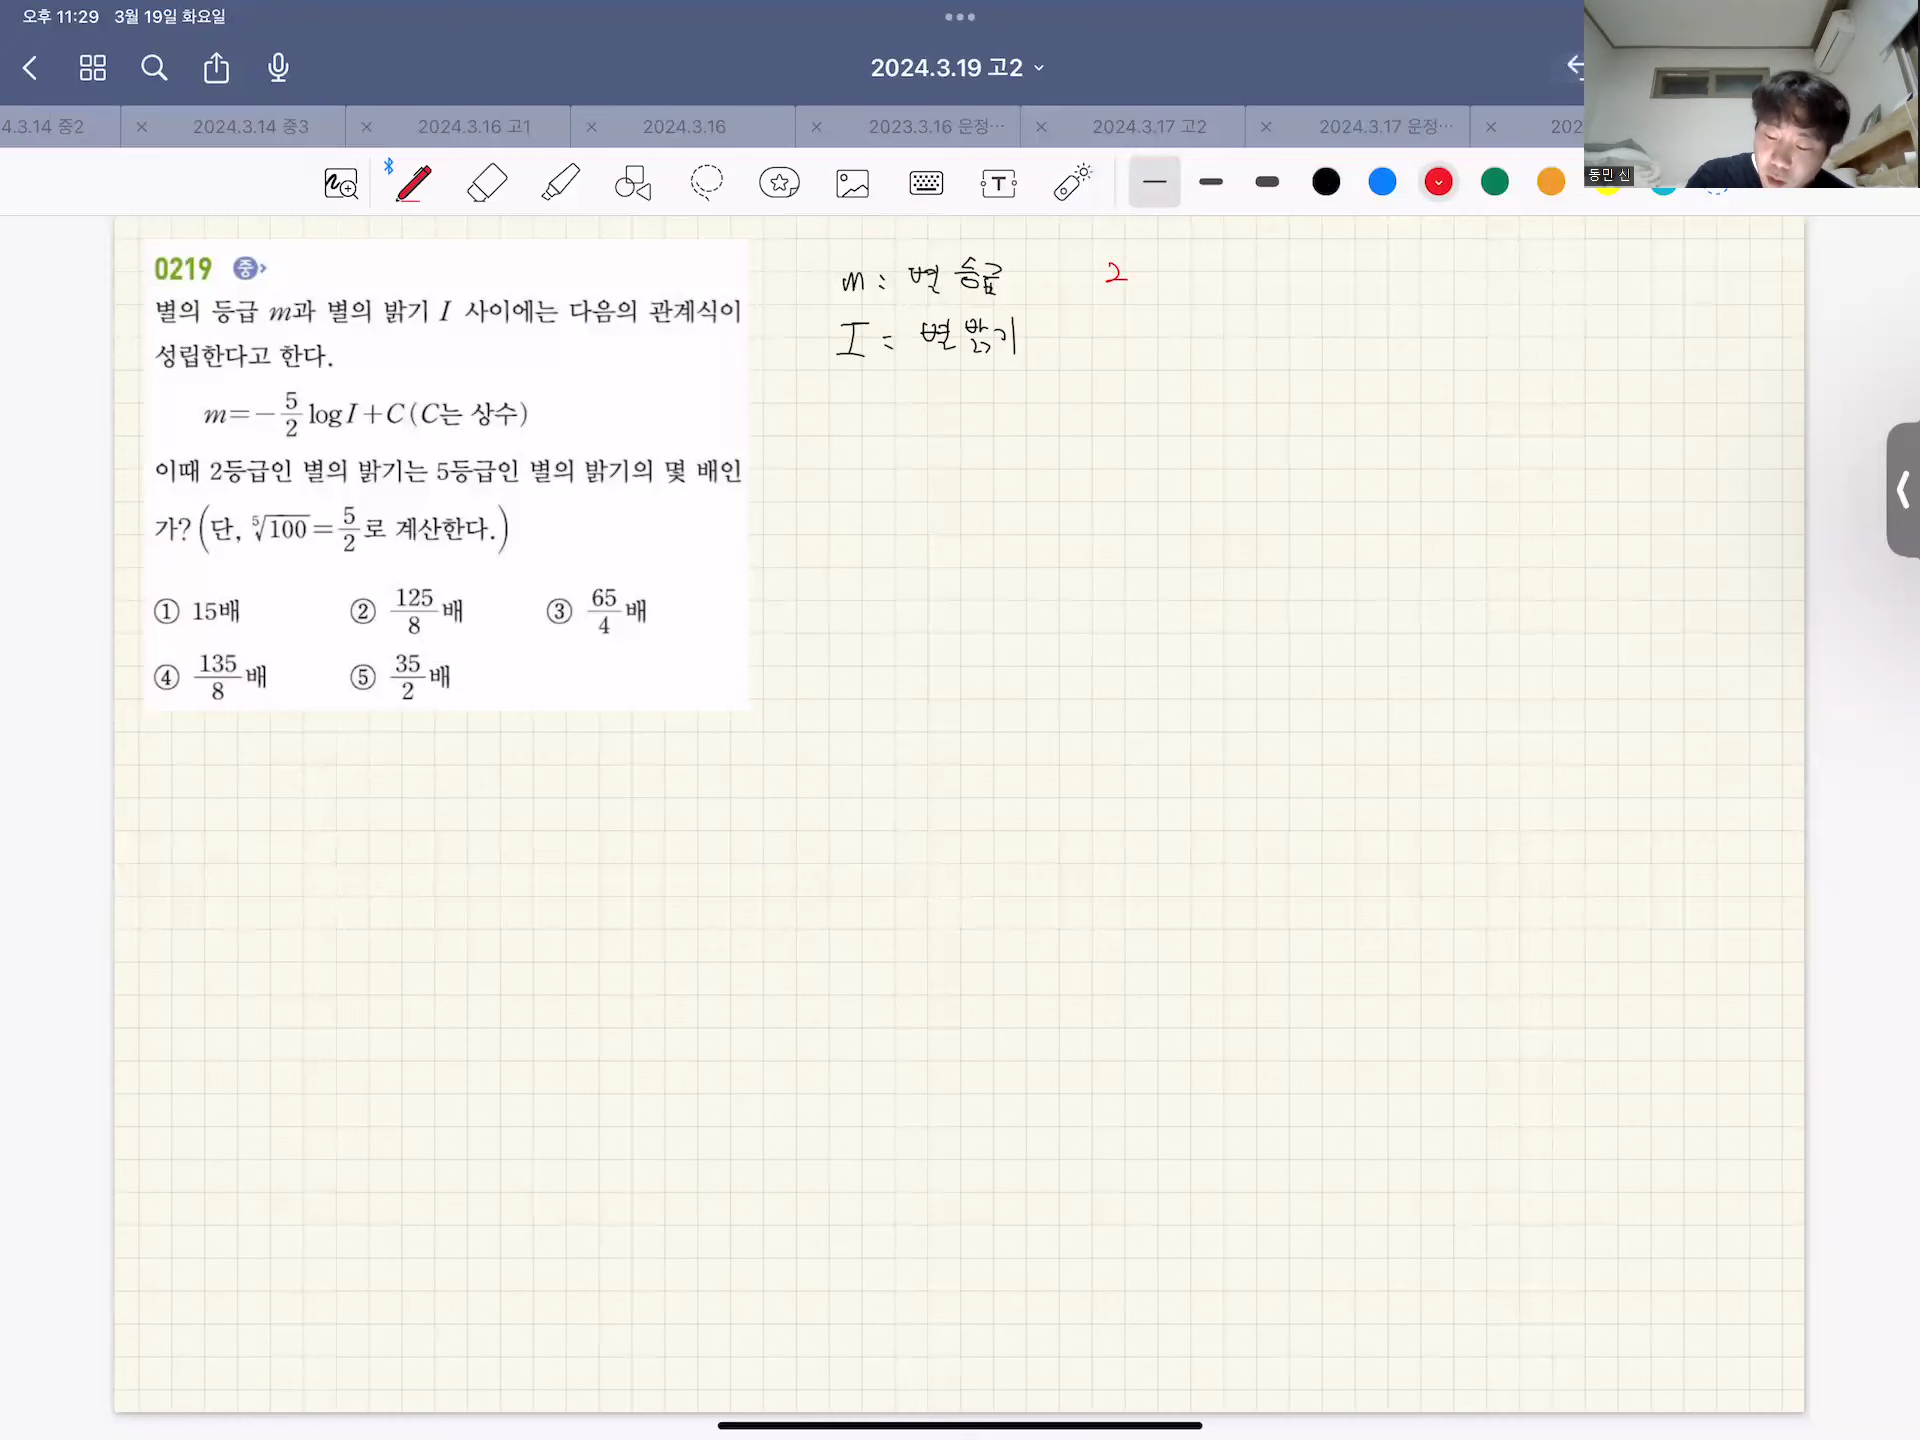 오후 11:29 3월 19일 화요일
2024.3.19 고2
4.3.14 중2
2024.3.14 중3
2024.3.16 고1
2024.3.16
2023.3.16 운정…
2024.3.17 고2
2024.3.17 운정…
202
동민 신
0219 중
별의 등급 m과 별의 밝기 I 사이에는 다음의 관계식이
성립한다고 한다.
m=-5/2 log I+C (C는 상수)
이때 2등급인 별의 밝기는 5등급인 별의 밝기의 몇 배인
가? (단, ⁵√100=5/2로 계산한다.)
① 15배 ② 125/8배 ③ 65/4배
④ 135/8배 ⑤ 35/2배
m : 별 등급 2
I : 별 밝기